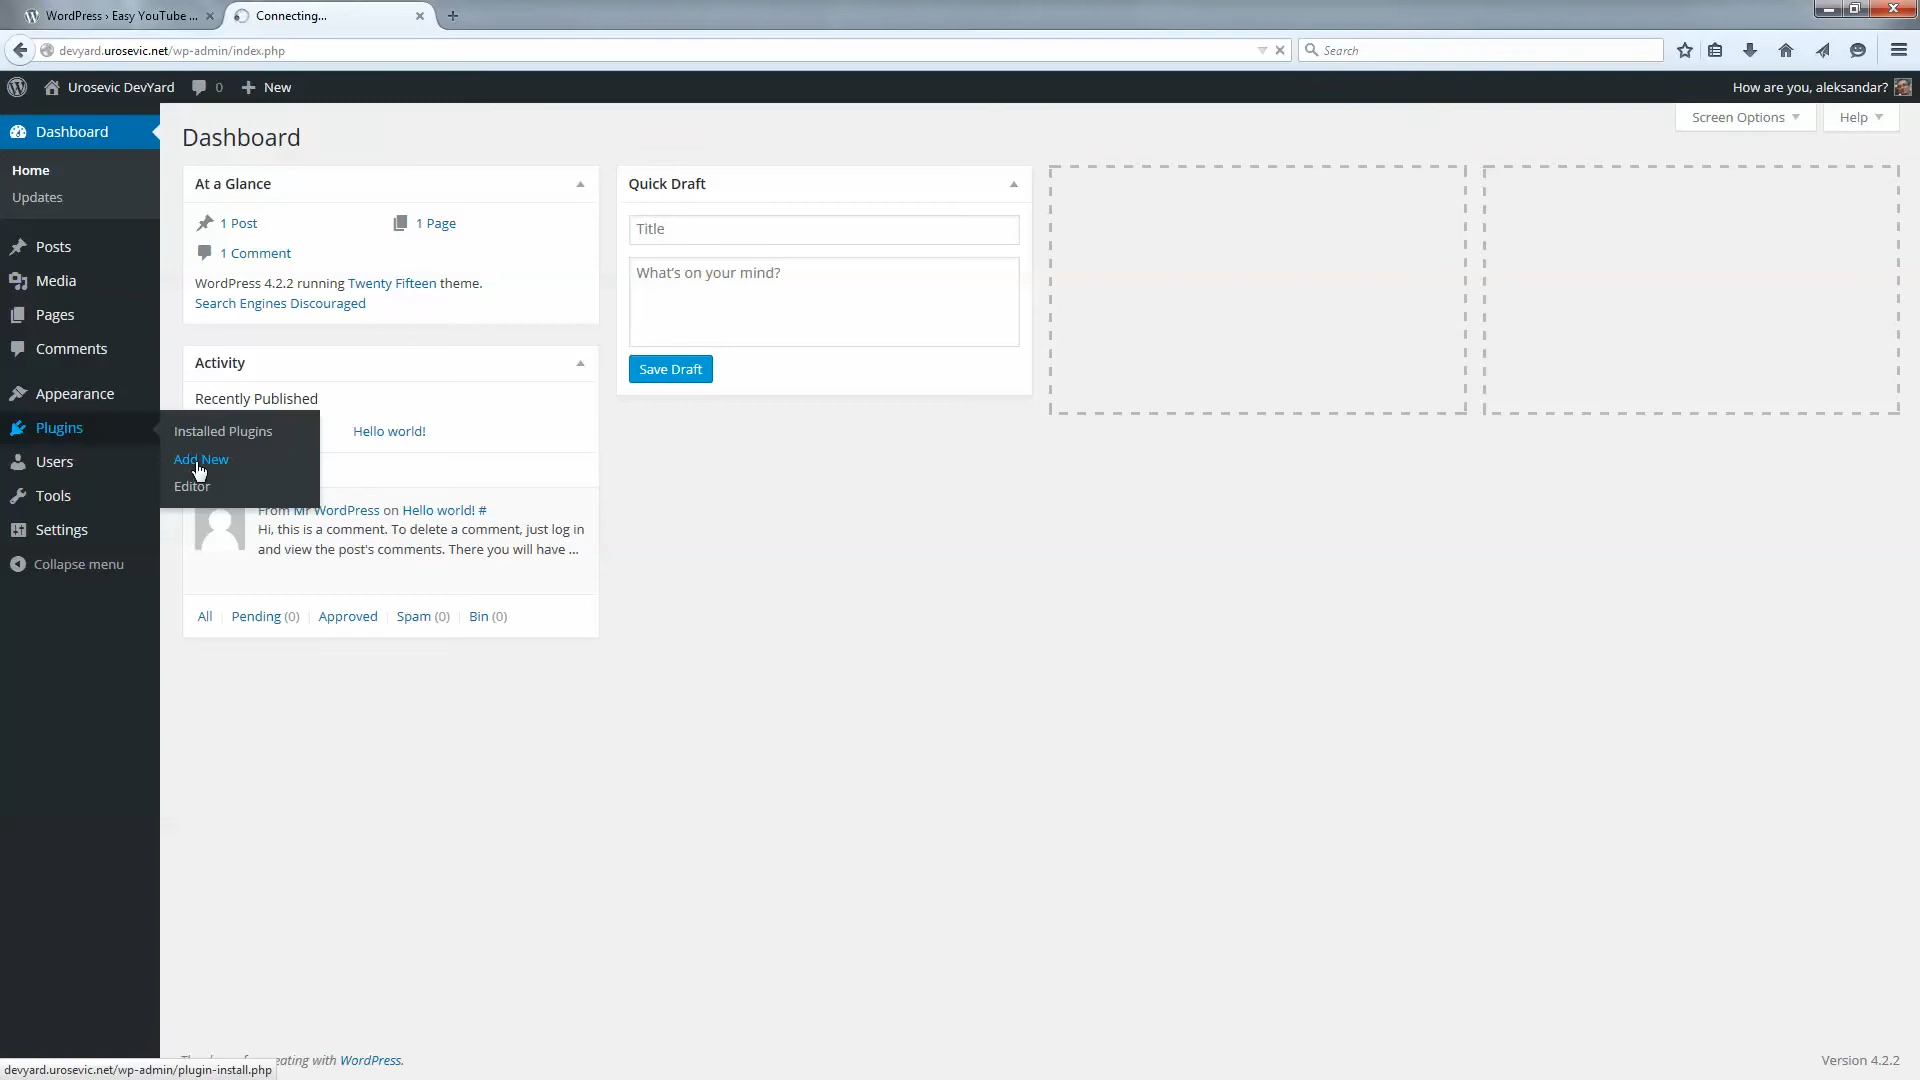 WordPress › Easy YouTube ...
Connecting...
devyard.urosevic.net/wp-admin/index.php
Search
Urosevic DevYard
0
New
How are you, aleksandar?
Dashboard
Home
Updates
Posts
Media
Pages
Comments
Appearance
Plugins
Users
Tools
Settings
Collapse menu
Installed Plugins
Add New
Editor
Dashboard
Screen Options
Help
At a Glance
1 Post
1 Page
1 Comment
WordPress 4.2.2 running Twenty Fifteen theme.
Search Engines Discouraged
Activity
Recently Published
Hello world!
From Mr WordPress on Hello world! #
Hi, this is a comment. To delete a comment, just log in
and view the post's comments. There you will have ...
All
Pending (0)
Approved
Spam (0)
Bin (0)
Quick Draft
Title
What's on your mind?
Save Draft
eating with WordPress.
Version 4.2.2
devyard.urosevic.net/wp-admin/plugin-install.php